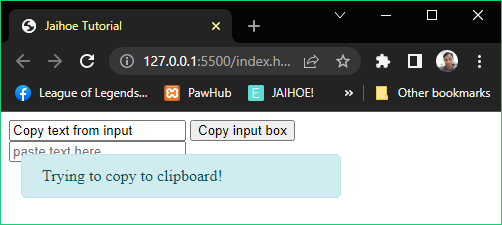 Jaihoe Tutorial
127.0.0.1:5500/index.h...
League of Legends...
PawHub
JAIHOE!
»
Other bookmarks
Copy text from input
Copy input box
paste text here
Trying to copy to clipboard!